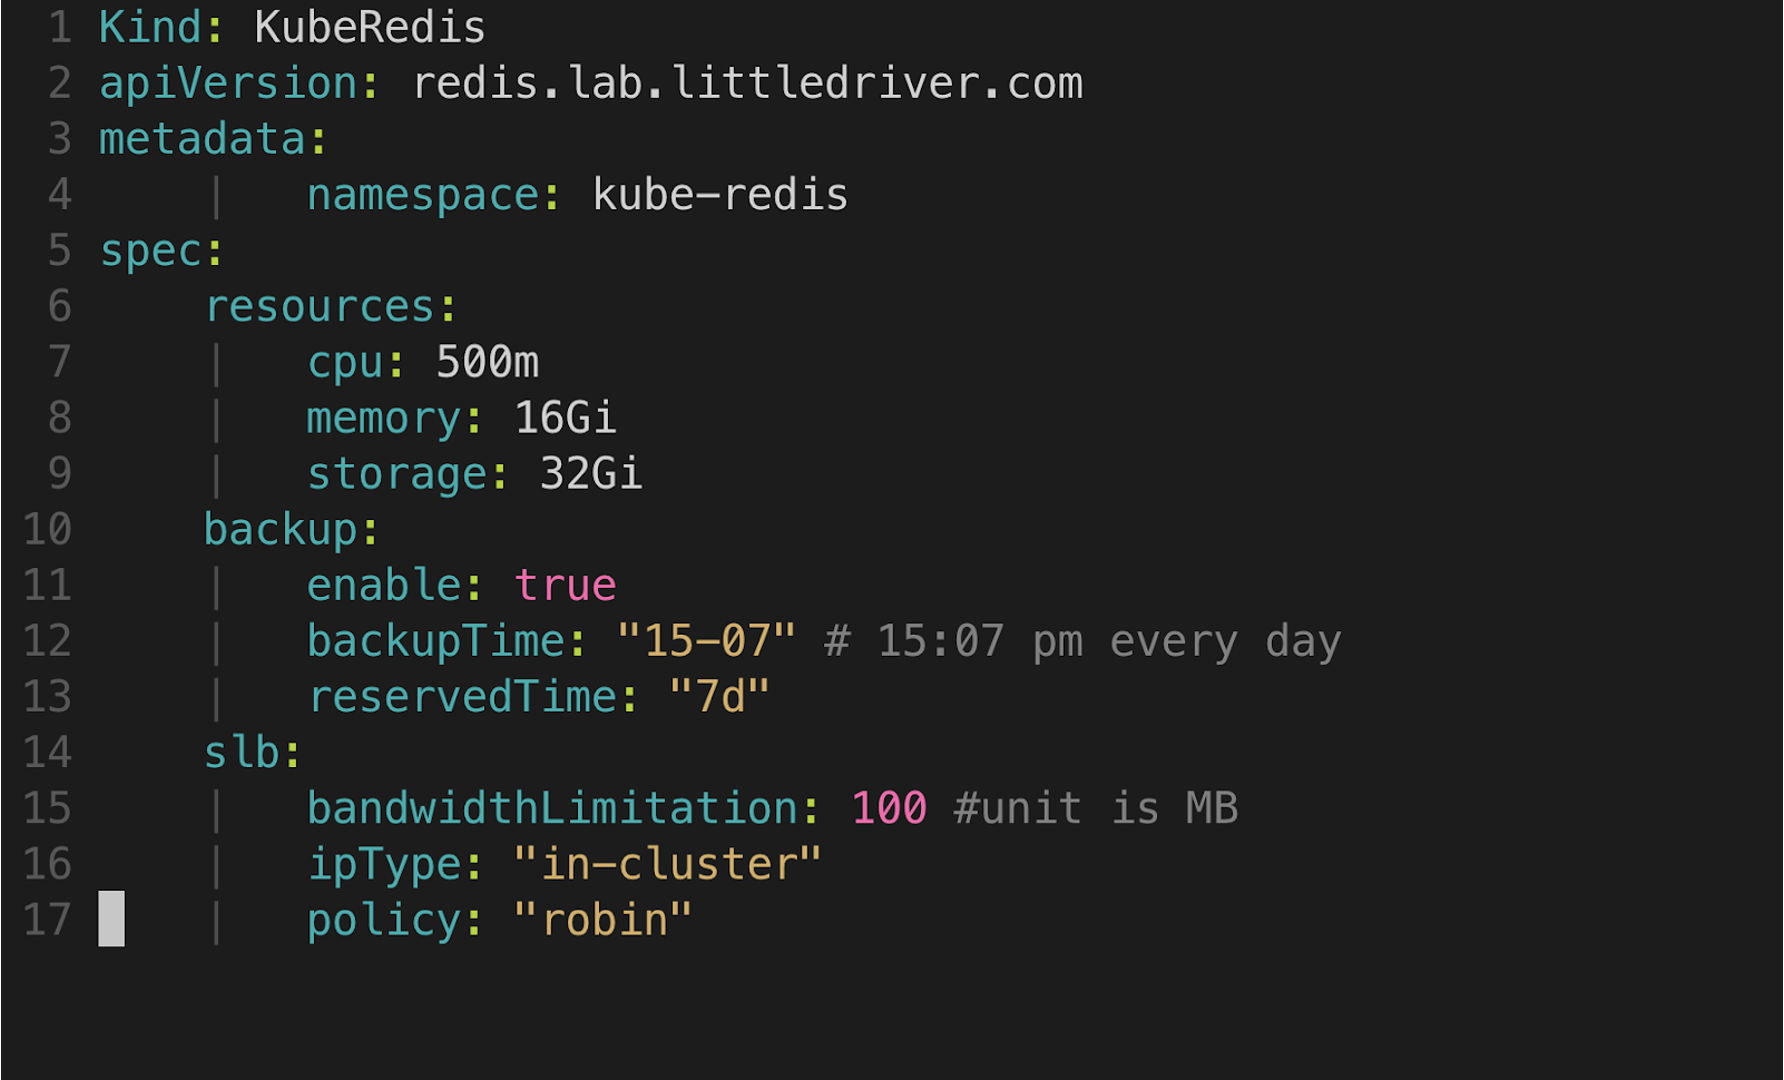 1 Kind: KubeRedis
2 apiVersion: redis.lab.littledriver.com
3 metadata:
4 namespace: kube-redis
5 spec:
6 resources:
7 cpu: 500m
8 memory: 16Gi
9 storage: 32Gi
10 backup:
11 enable: true
12 backupTime: "15-07" # 15:07 pm every day
13 reservedTime: "7d"
14 slb:
15 bandwidthLimitation: 100 #unit is MB
16 ipType: "in-cluster"
17 policy: "robin"